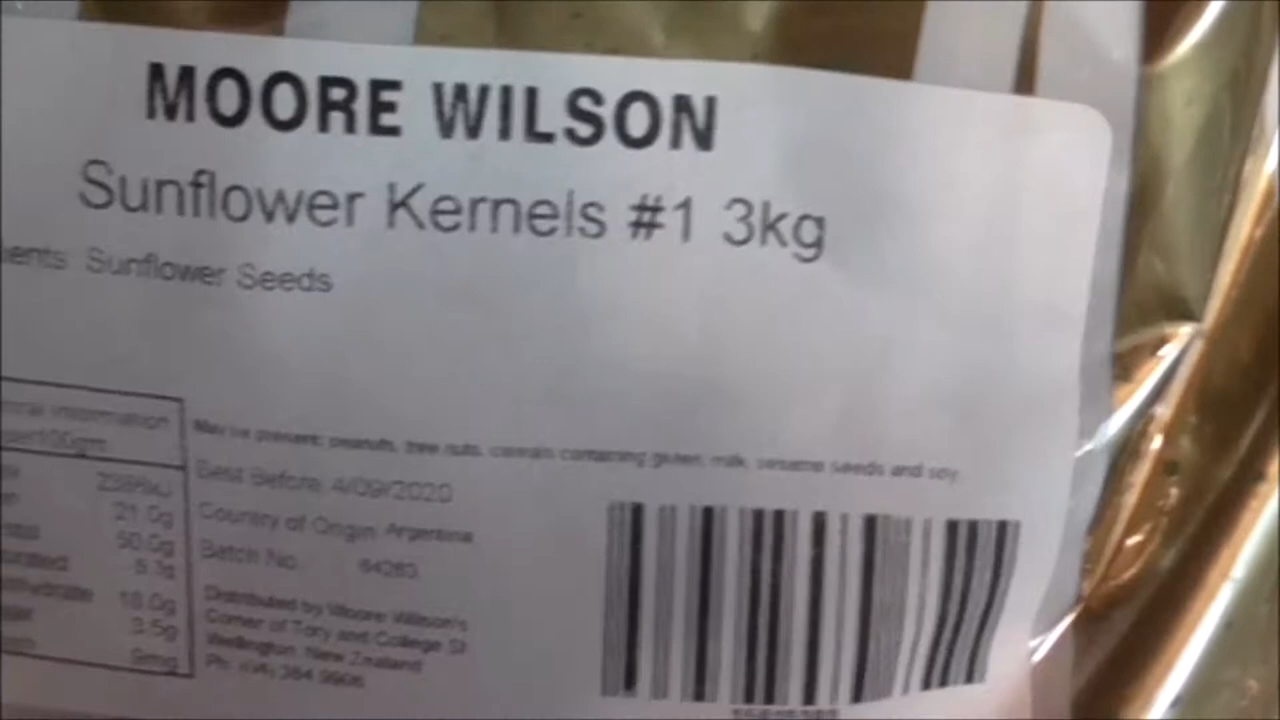 MOORE WILSON
Sunflower Kernels #1 3kg
ents: Sunflower Seeds
Information
per100gm
May be present: peanuts, tree nuts, cereals containing gluten, milk, sesame seeds and soy.
Best Before: 4/09/2020
21.0g
Country of Origin: Argentina
50.0g
Batch No. 64283
18.0g
Distributed by Moore Wilson's
3.5g
Corner of Tory and College St
9mg
Wellington, New Zealand
Ph: (04) 384 9906